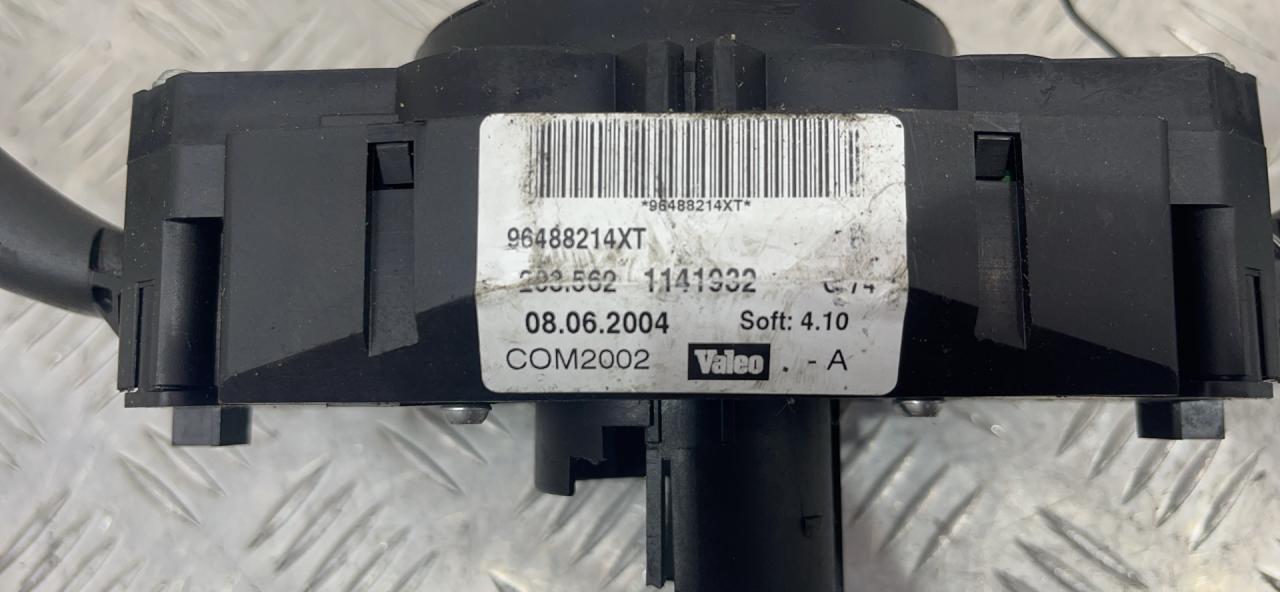 *96488214XT*
96488214XT
1141932
08.06.2004 Soft: 4.10
COM2002 Valeo - A